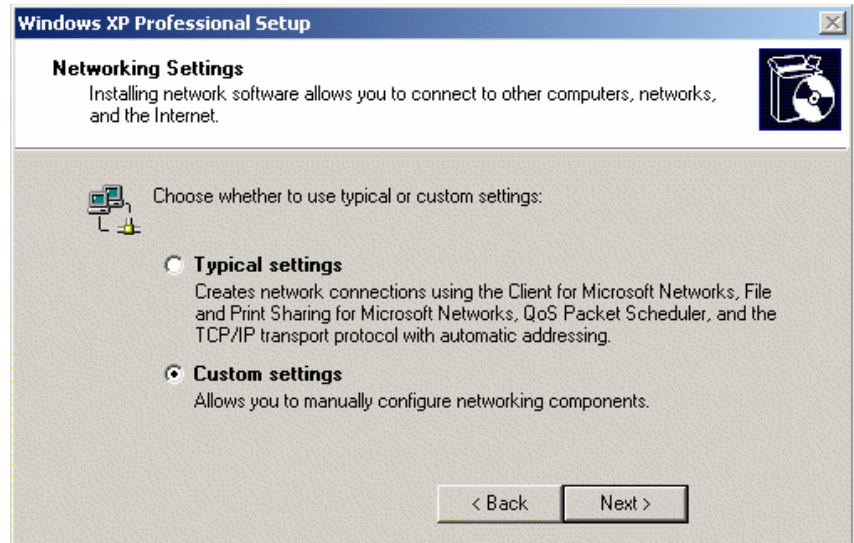 Windows XP Professional Setup
Networking Settings
Installing network software allows you to connect to other computers, networks,
and the Internet.
Choose whether to use typical or custom settings:
Typical settings
Creates network connections using the Client for Microsoft Networks, File
and Print Sharing for Microsoft Networks, QoS Packet Scheduler, and the
TCP/IP transport protocol with automatic addressing.
Custom settings
Allows you to manually configure networking components.
< Back Next >